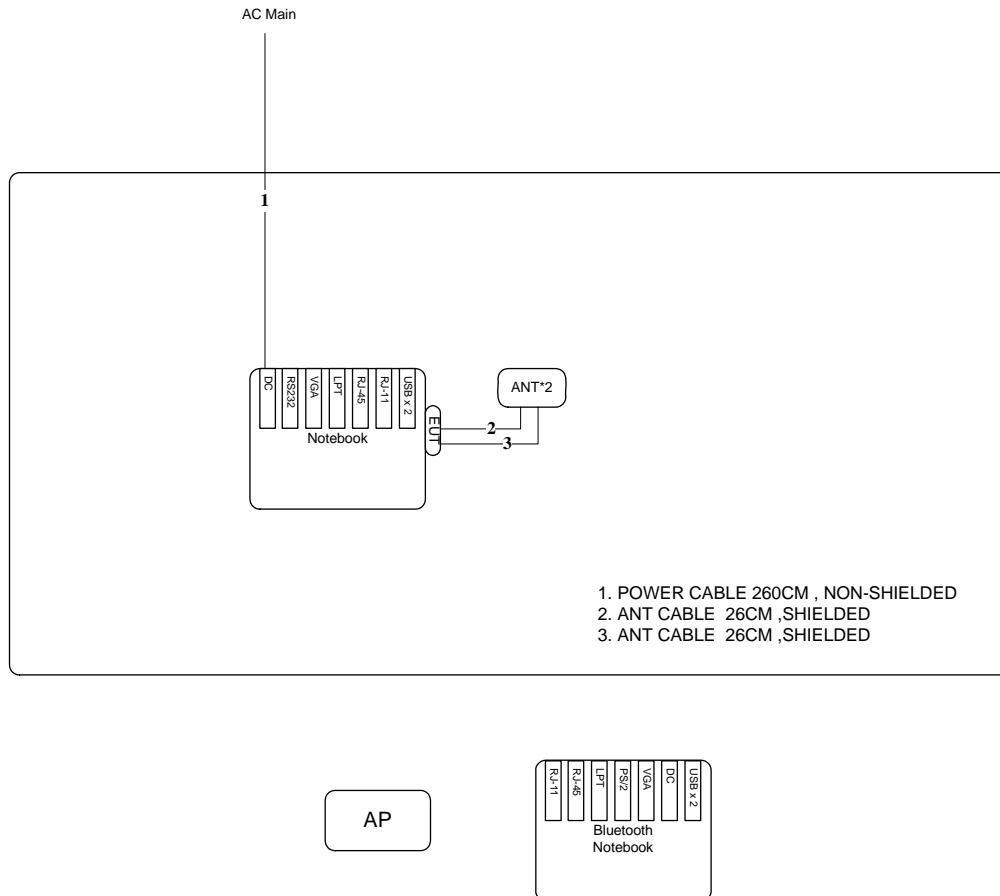 AC Main
1
DC
RS232
VGA
LPT
RJ-45
RJ-11
USB x 2
Notebook
EUT
ANT*2
2
3
1. POWER CABLE 260CM , NON-SHIELDED
2. ANT CABLE 26CM ,SHIELDED
3. ANT CABLE 26CM ,SHIELDED
AP
RJ-11
RJ-45
LPT
PS/2
VGA
DC
USB x 2
Bluetooth
Notebook